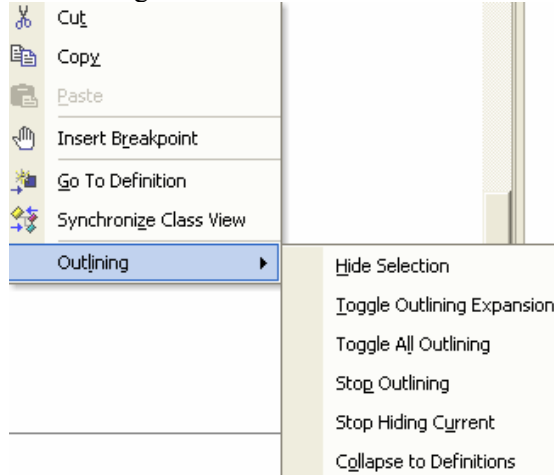 Cut
Copy
Paste
Insert Breakpoint
Go To Definition
Synchronize Class View
Outlining
Hide Selection
Toggle Outlining Expansion
Toggle All Outlining
Stop Outlining
Stop Hiding Current
Collapse to Definitions